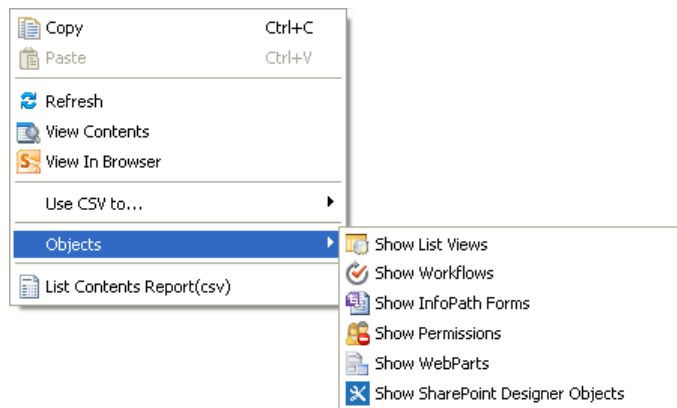 Copy Ctrl+C
Paste Ctrl+V
Refresh
View Contents
View In Browser
Use CSV to...
Objects
List Contents Report(csv)
Show List Views
Show Workflows
Show InfoPath Forms
Show Permissions
Show WebParts
Show SharePoint Designer Objects